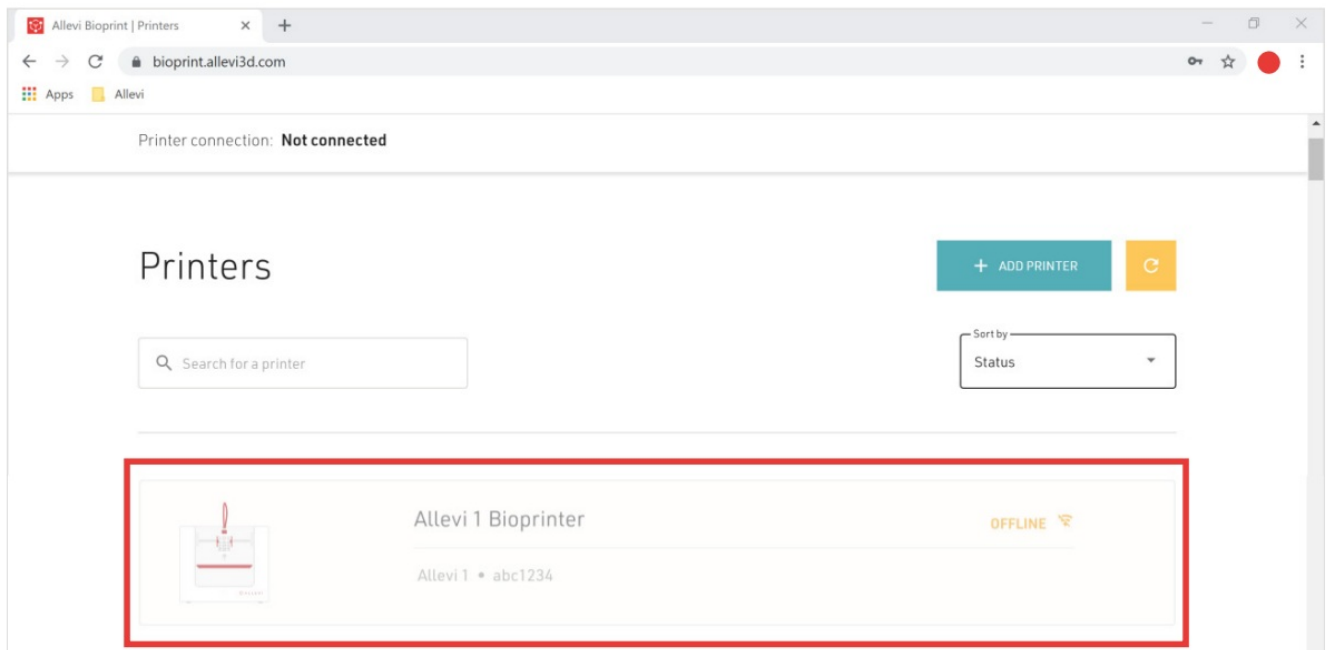 Allevi Bioprint | Printers
bioprint.allevi3d.com
Apps Allevi
Printer connection: Not connected
Printers
+ ADD PRINTER
Sort by
Search for a printer
Status
Allevi 1 Bioprinter
OFFLINE
Allevi 1 • abc1234